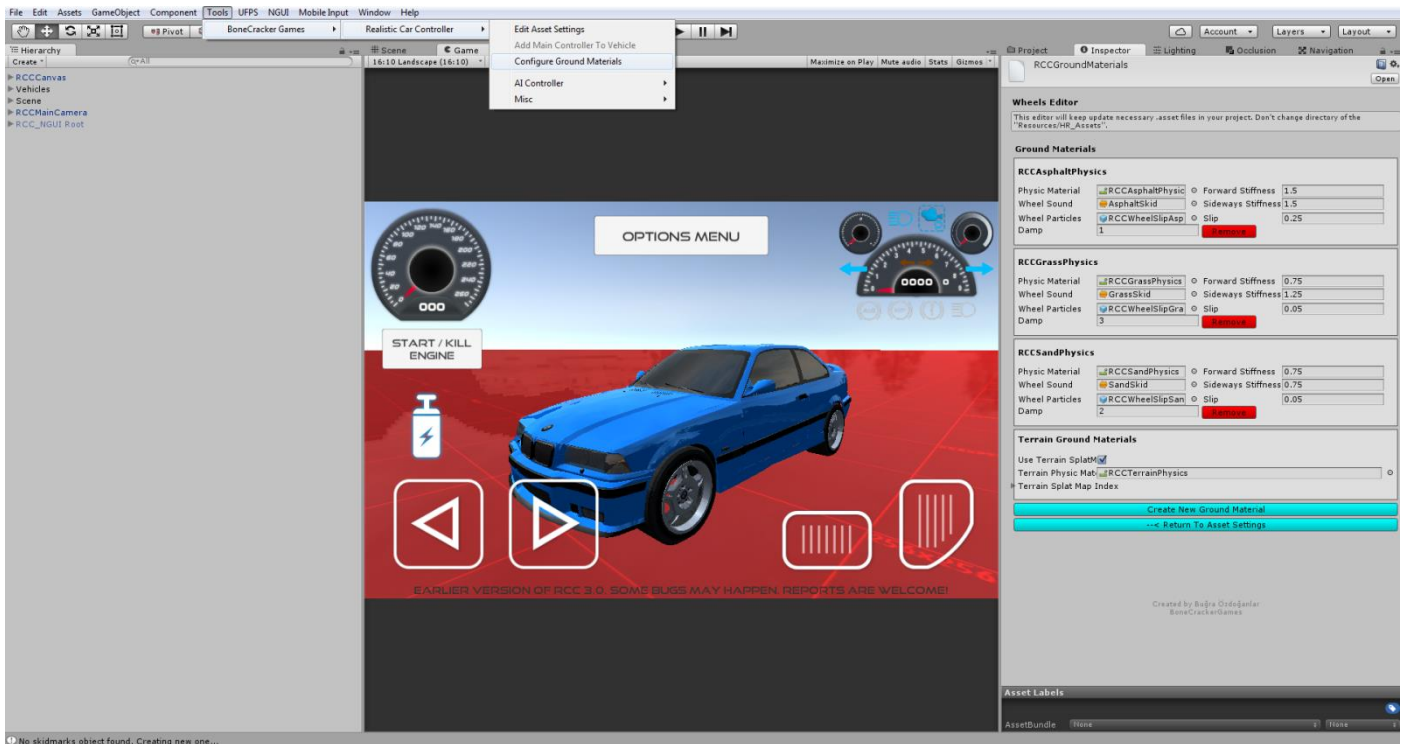 File Edit Assets GameObject Component Tools UFPS NGUI Mobile Input Window Help
Pivot
BoneCracker Games
Realistic Car Controller
Edit Asset Settings
Add Main Controller To Vehicle
Configure Ground Materials
AI Controller
Misc
Account Layers Layout
Hierarchy
Create All
RCCCanvas
Vehicles
Scene
RCCMainCamera
RCC_NGUI Root
Scene Game
16:10 Landscape (16:10)
Maximize on Play Mute audio Stats Gizmos
OPTIONS MENU
000
0000
START / KILL
ENGINE
EARLIER VERSION OF RCC 3.0. SOME BUGS MAY HAPPEN. REPORTS ARE WELCOME!
Project Inspector Lighting Occlusion Navigation
RCCGroundMaterials
Open
Wheels Editor
This editor will keep update necessary .asset files in your project. Don't change directory of the
"Resources/HR_Assets".
Ground Materials
RCCAsphaltPhysics
Physic Material RCCAsphaltPhysic Forward Stiffness 1.5
Wheel Sound AsphaltSkid Sideways Stiffness 1.5
Wheel Particles RCCWheelSlipAsp Slip 0.25
Damp 1 Remove
RCCGrassPhysics
Physic Material RCCGrassPhysics Forward Stiffness 0.75
Wheel Sound GrassSkid Sideways Stiffness 1.25
Wheel Particles RCCWheelSlipGra Slip 0.05
Damp 3 Remove
RCCSandPhysics
Physic Material RCCSandPhysics Forward Stiffness 0.75
Wheel Sound SandSkid Sideways Stiffness 0.75
Wheel Particles RCCWheelSlipSan Slip 0.05
Damp 2 Remove
Terrain Ground Materials
Use Terrain SplatM
Terrain Physic Mat RCCTerrainPhysics
Terrain Splat Map Index
Create New Ground Material
--< Return To Asset Settings
Created by Buğra Özdoğanlar
BoneCrackerGames
Asset Labels
AssetBundle None None
No skidmarks object found. Creating new one...